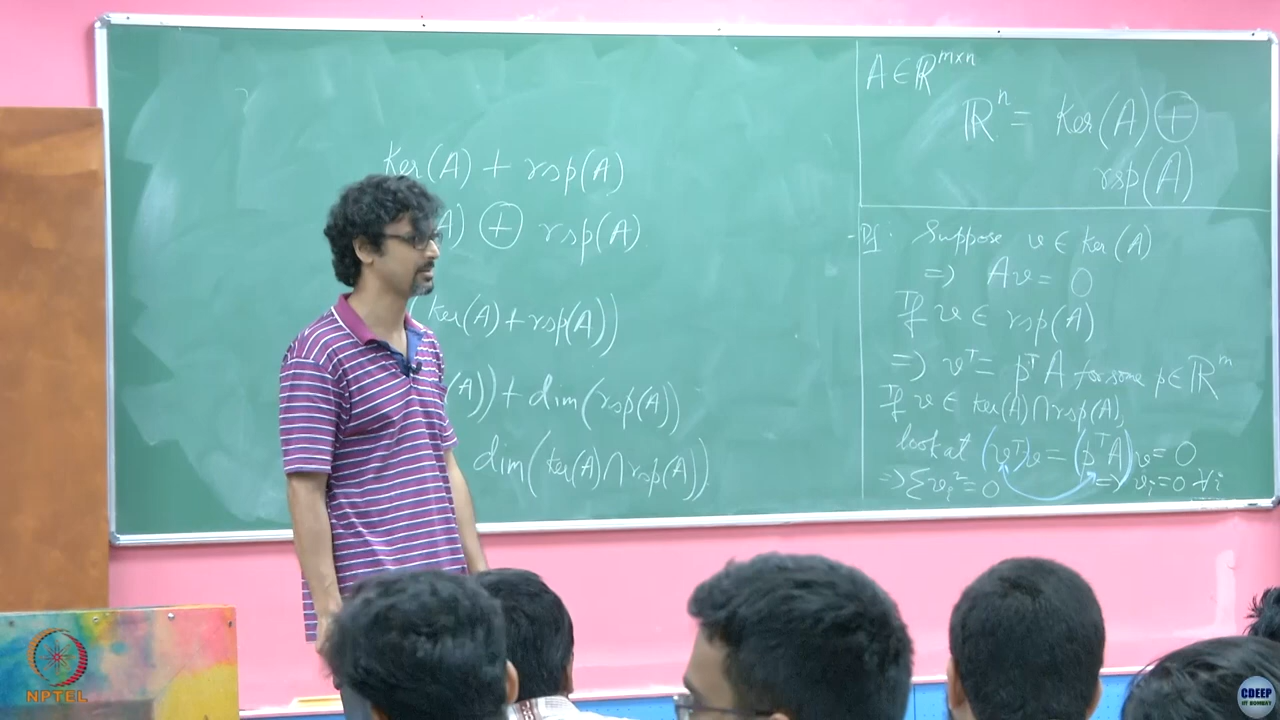 ker(A) + rsp(A)
A) ⊕ rsp(A)
(ker(A) + rsp(A))
(A)) + dim(rsp(A))
dim(ker(A) ∩ rsp(A))
A ∈ ℝ^{m×n}
ℝ^n = ker(A) ⊕
rsp(A)
Pf: Suppose v ∈ ker(A)
=> Av = 0
If v ∈ rsp(A)
=> v^T = p^T A for some p ∈ ℝ^m
If v ∈ ker(A) ∩ rsp(A),
look at (v^T)v = (p^T A)v = 0
=> Σ v_i^2 = 0 => v_i = 0 ∀i
NPTEL
CDEEP
IIT BOMBAY